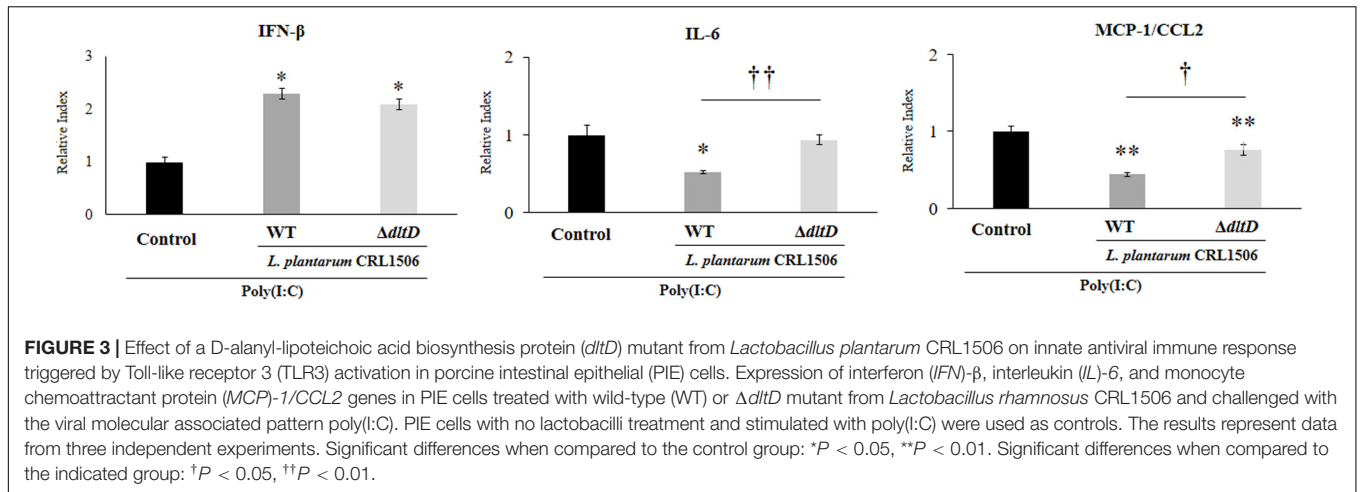 IFN-β
3
2
1
0
Relative Index
*
*
Control
WT
ΔdltD
L. plantarum CRL1506
Poly(I:C)
IL-6
2
1
0
Relative Index
††
*
Control
WT
ΔdltD
L. plantarum CRL1506
Poly(I:C)
MCP-1/CCL2
2
1
0
Relative Index
†
**
**
Control
WT
ΔdltD
L. plantarum CRL1506
Poly(I:C)
FIGURE 3 | Effect of a D-alanyl-lipoteichoic acid biosynthesis protein (dltD) mutant from Lactobacillus plantarum CRL1506 on innate antiviral immune response
triggered by Toll-like receptor 3 (TLR3) activation in porcine intestinal epithelial (PIE) cells. Expression of interferon (IFN)-β, interleukin (IL)-6, and monocyte
chemoattractant protein (MCP)-1/CCL2 genes in PIE cells treated with wild-type (WT) or ΔdltD mutant from Lactobacillus rhamnosus CRL1506 and challenged with
the viral molecular associated pattern poly(I:C). PIE cells with no lactobacilli treatment and stimulated with poly(I:C) were used as controls. The results represent data
from three independent experiments. Significant differences when compared to the control group: *P < 0.05, **P < 0.01. Significant differences when compared to
the indicated group: †P < 0.05, ††P < 0.01.